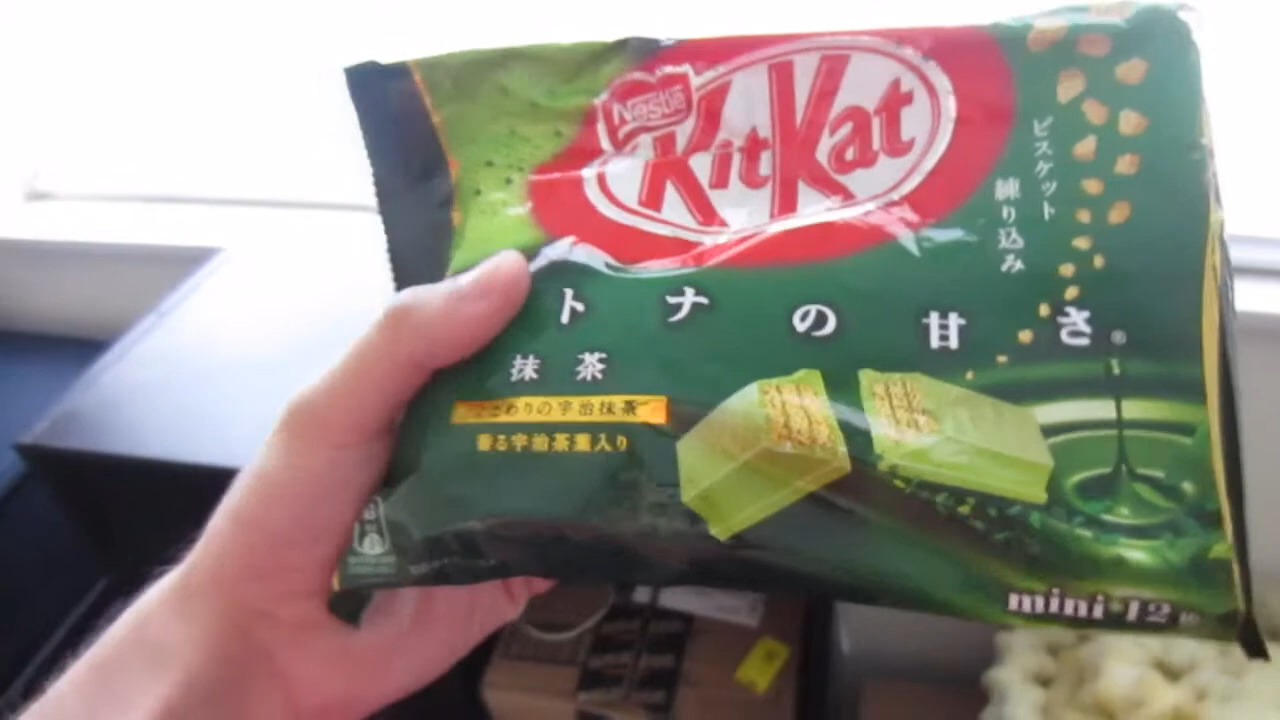 Nestlé
KitKat
ビスケット
練り込み
トナの甘さ
抹茶
こだわりの宇治抹茶
香る宇治茶葉入り
mini 12